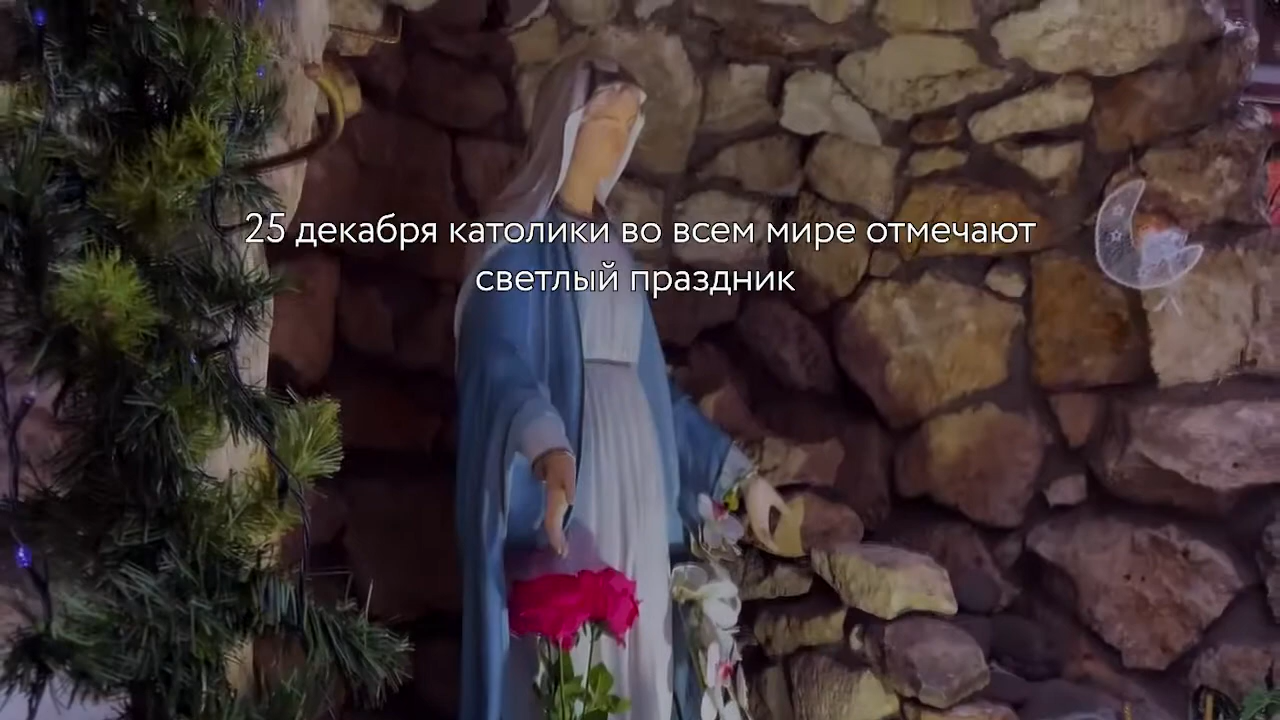 25 декабря католики во всем мире отмечают
светлый праздник